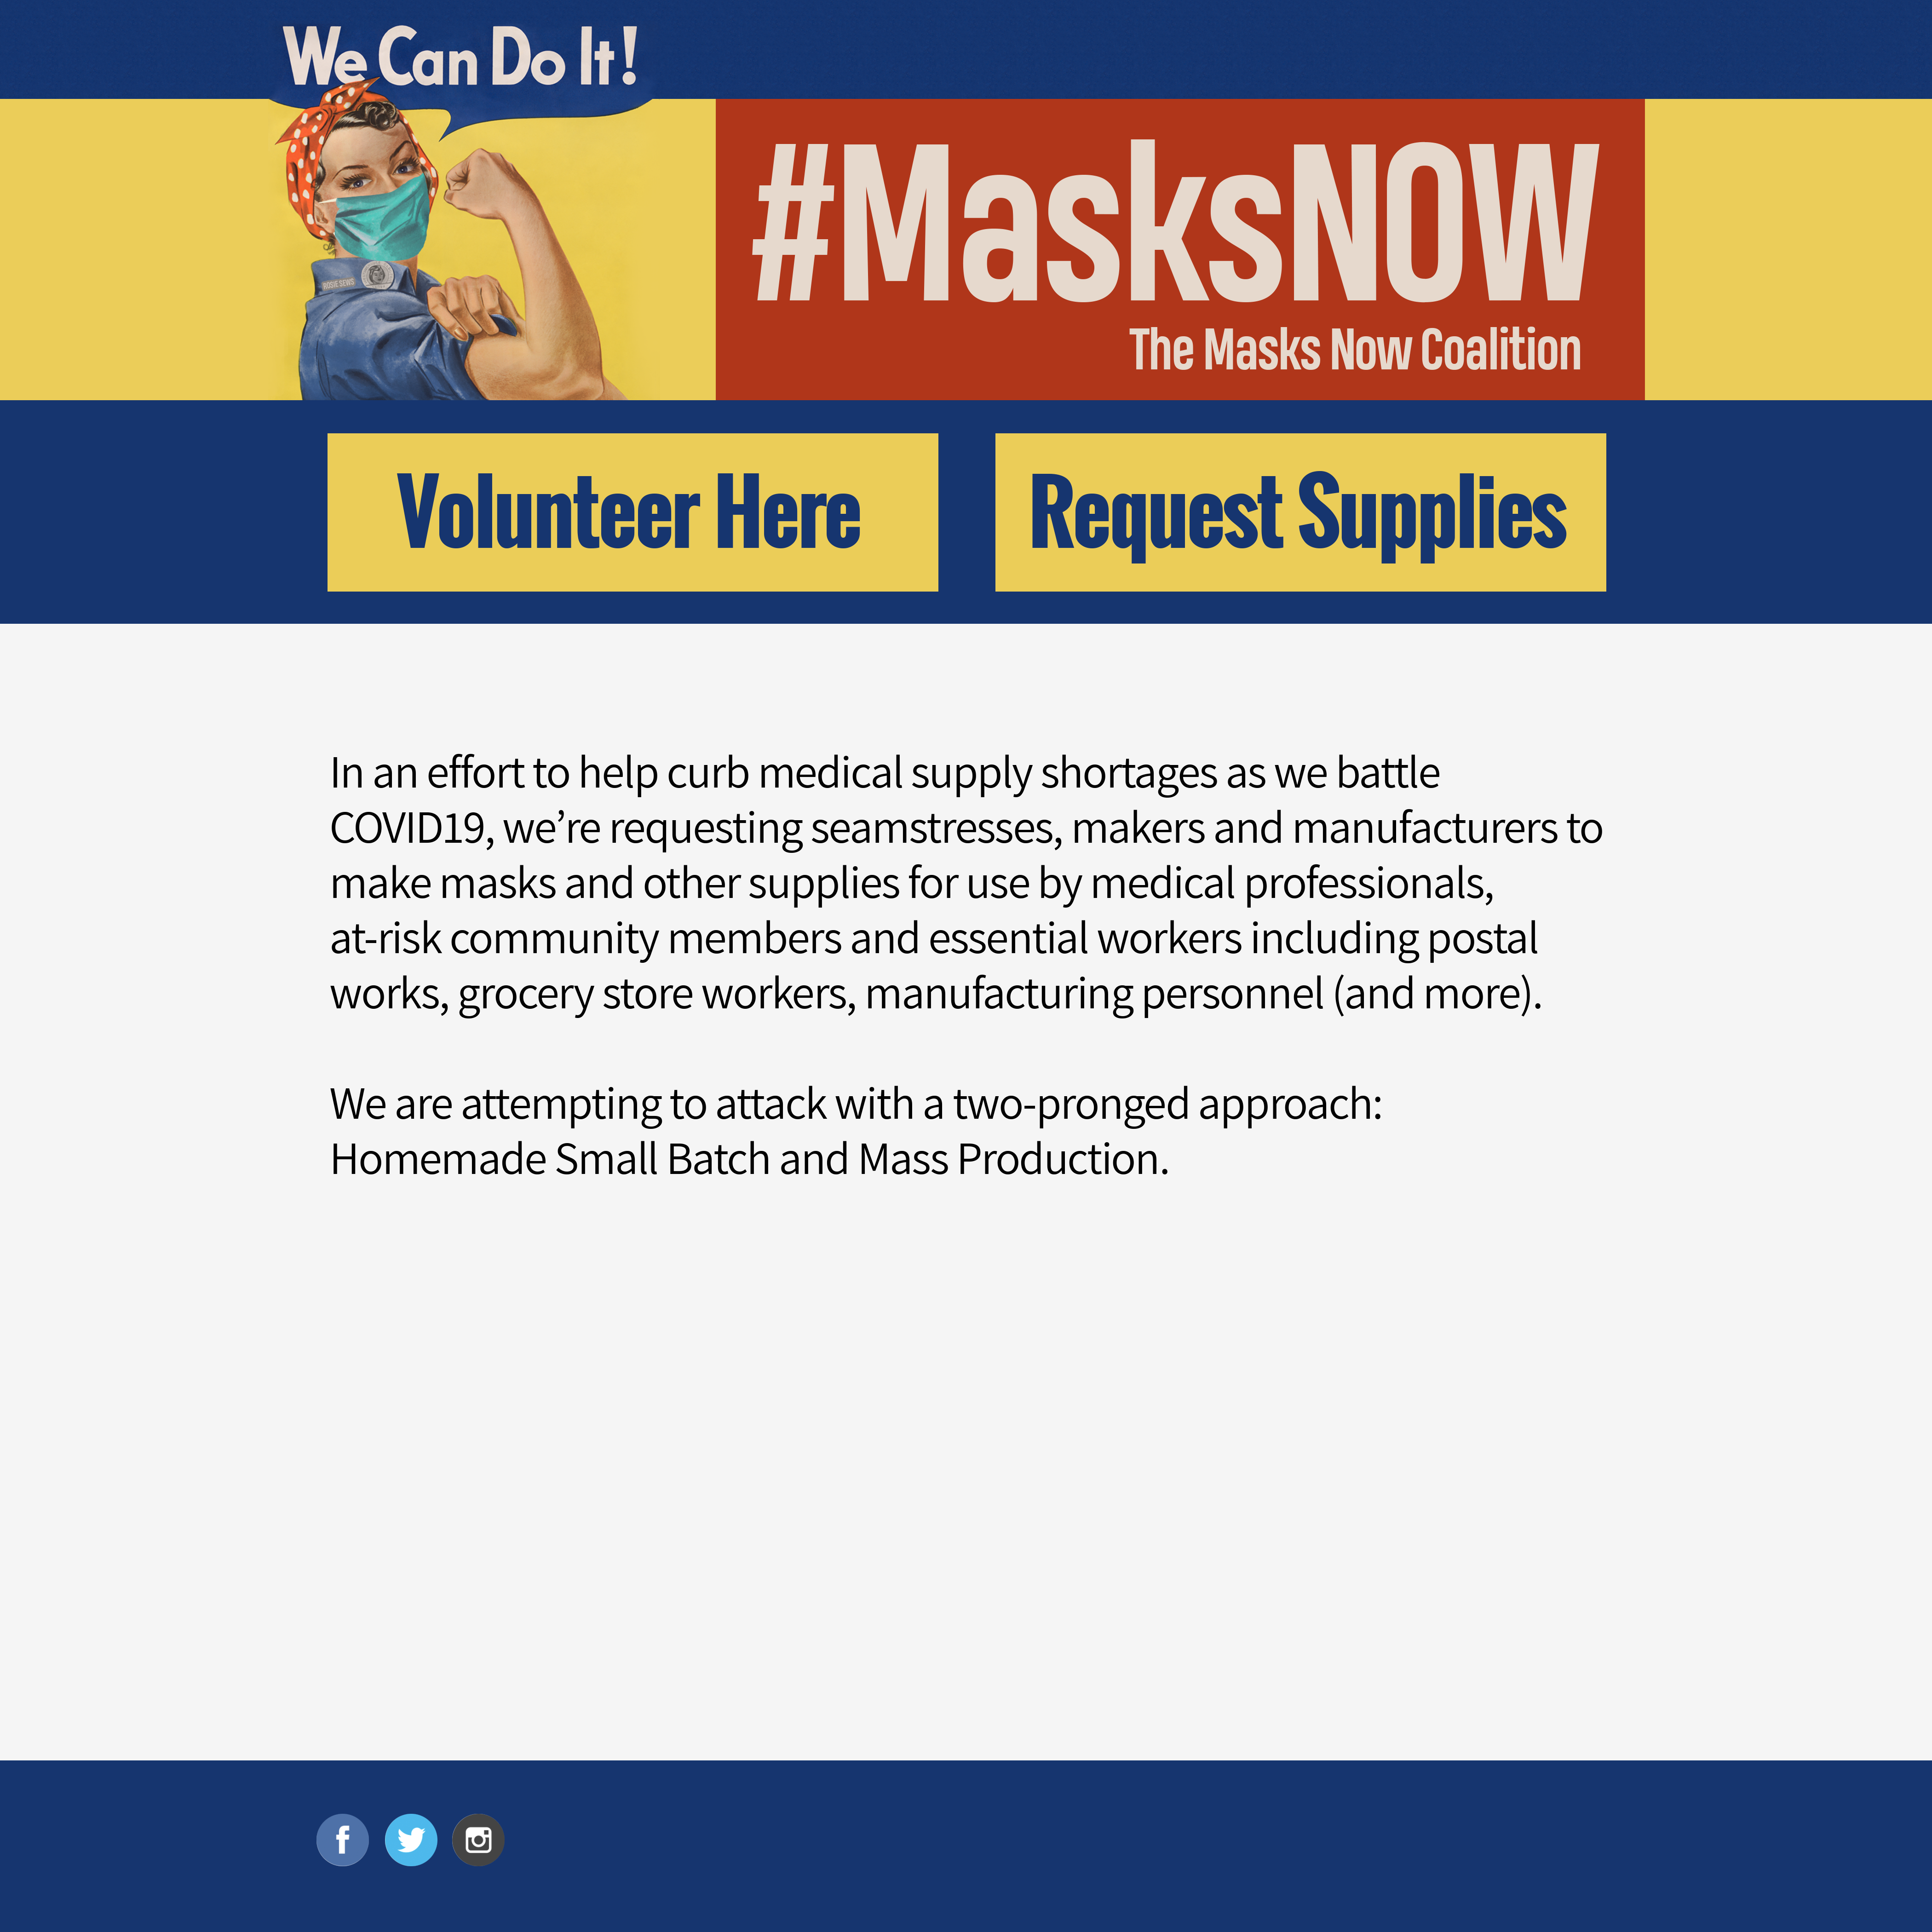 We Can Do It!
#MasksNOW
ROSIE SEWS
The Masks Now Coalition
Volunteer Here
Request Supplies
In an effort to help curb medical supply shortages as we battle
COVID19, we’re requesting seamstresses, makers and manufacturers to
make masks and other supplies for use by medical professionals,
at-risk community members and essential workers including postal
works, grocery store workers, manufacturing personnel (and more).
We are attempting to attack with a two-pronged approach:
Homemade Small Batch and Mass Production.